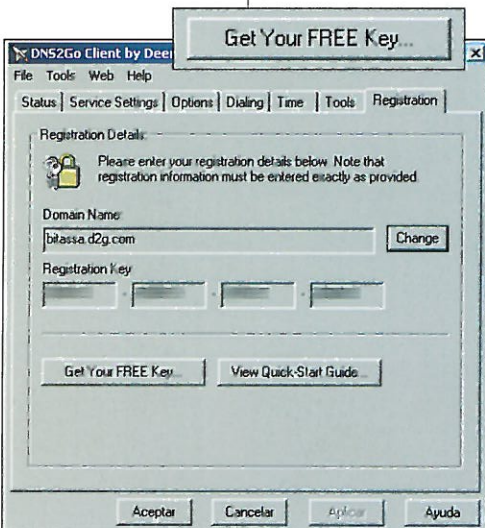 Get Your FREE Key...
DNS2Go Client by Deer
File Tools Web Help
Status Service Settings Options Dialing Time Tools Registration
Registration Details
Please enter your registration details below. Note that
registration information must be entered exactly as provided.
Domain Name
bitassa.d2g.com
Change
Registration Key
- - -
Get Your FREE Key... View Quick-Start Guide...
Aceptar Cancelar Aplicar Ayuda